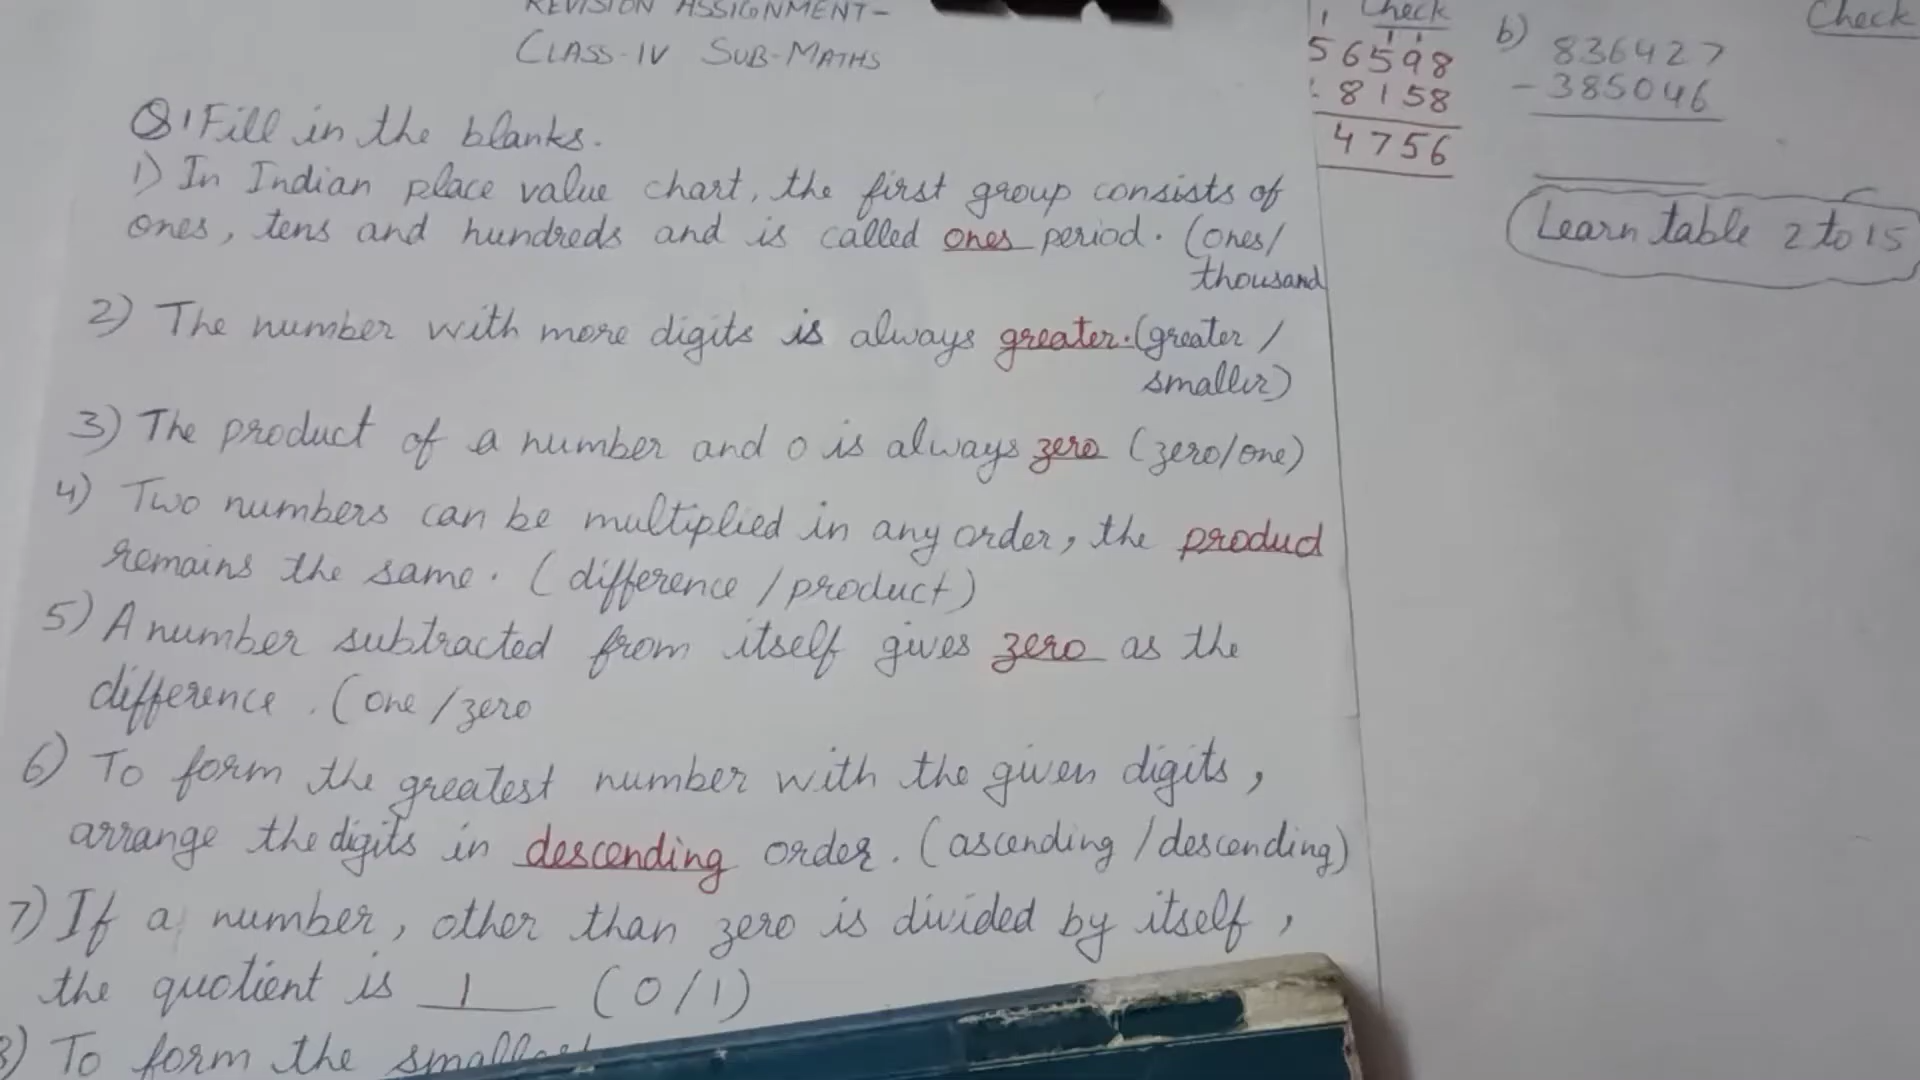 REVISION ASSIGNMENT-
CLASS-IV SUB-MATHS
Q1 Fill in the blanks.
1) In Indian place value chart, the first group consists of
ones, tens and hundreds and is called ones period. (ones/
thousand
2) The number with more digits is always greater. (greater /
smaller)
3) The product of a number and 0 is always zero (zero/one)
4) Two numbers can be multiplied in any order, the product
remains the same. (difference / product)
5) A number subtracted from itself gives zero as the
difference. (one / zero
6) To form the greatest number with the given digits,
arrange the digits in descending order. (ascending / descending)
7) If a number, other than zero is divided by itself,
the quotient is 1 (0/1)
8) To form the smallest
Check
1 1 1
56598
8158
4756
b) 836427
- 385046
Check
Learn table 2 to 15